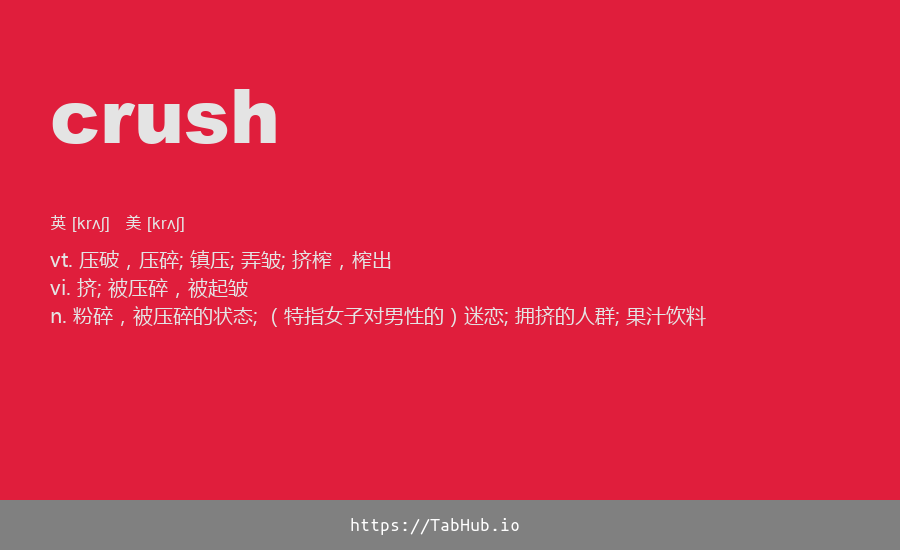 crush
英 [krʌʃ] 美 [krʌʃ]
vt. 压破，压碎; 镇压; 弄皱; 挤榨，榨出
vi. 挤; 被压碎，被起皱
n. 粉碎，被压碎的状态; （特指女子对男性的）迷恋; 拥挤的人群; 果汁饮料
https://TabHub.io